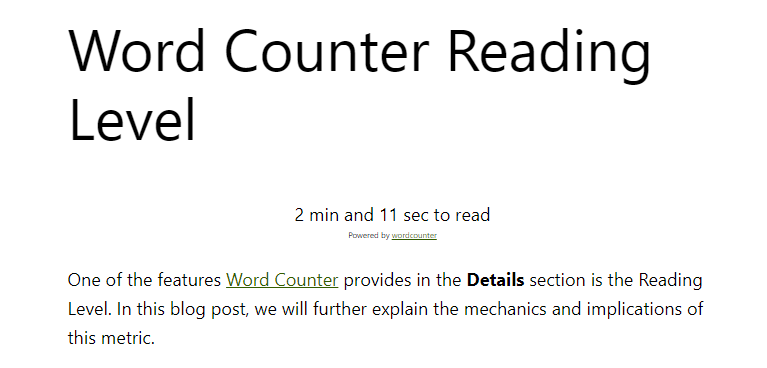 Word Counter Reading
Level
2 min and 11 sec to read
Powered by wordcounter
One of the features Word Counter provides in the Details section is the Reading
Level. In this blog post, we will further explain the mechanics and implications of
this metric.